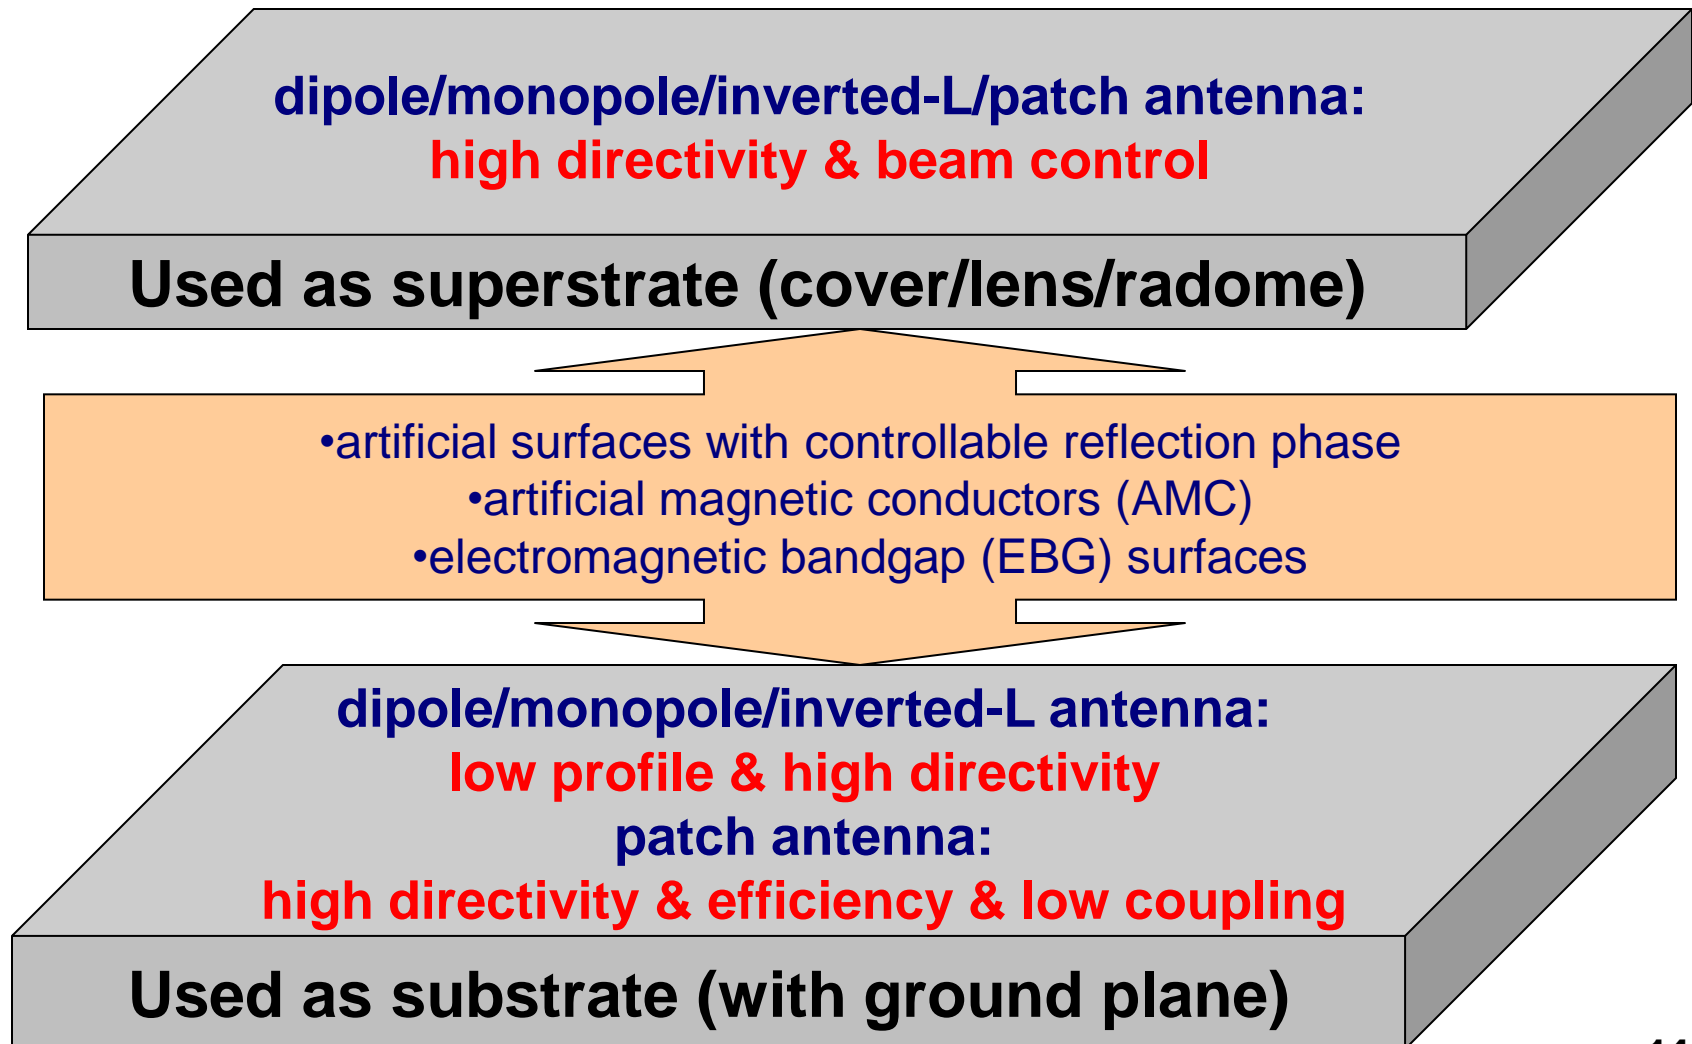 dipole/monopole/inverted-L/patch antenna:
high directivity & beam control
Used as superstrate (cover/lens/radome)
•artificial surfaces with controllable reflection phase
•artificial magnetic conductors (AMC)
•electromagnetic bandgap (EBG) surfaces
dipole/monopole/inverted-L antenna:
low profile & high directivity
patch antenna:
high directivity & efficiency & low coupling
Used as substrate (with ground plane)